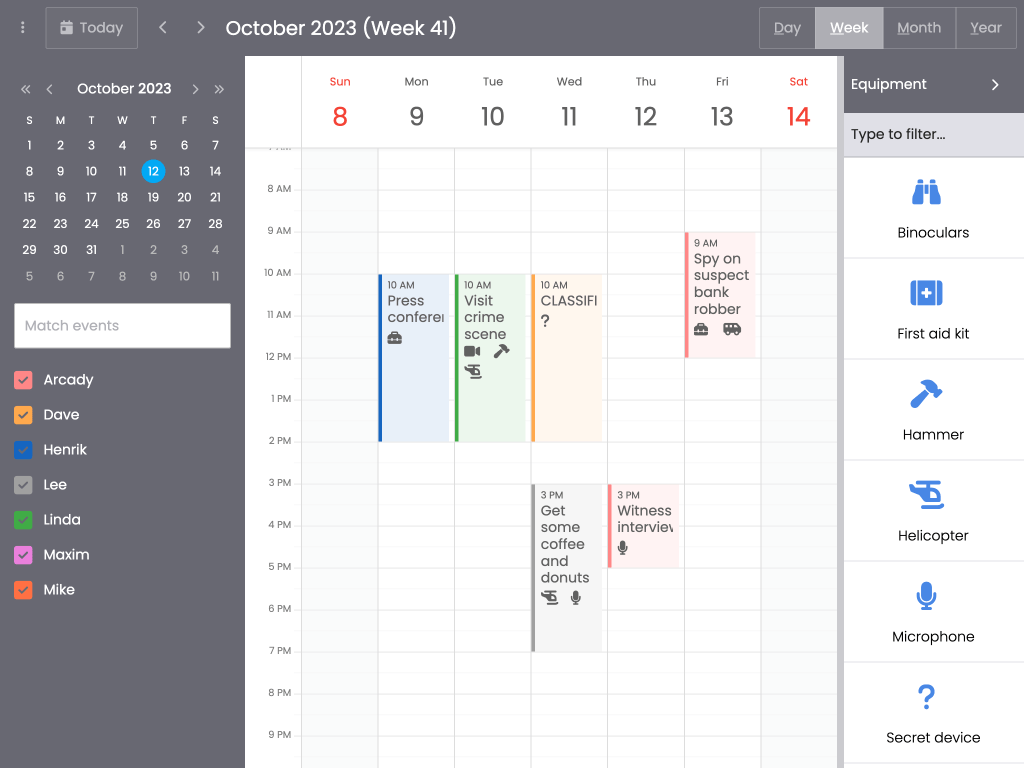 Today
October 2023 (Week 41)
Day
Week
Month
Year
October 2023
S M T W T F S
1 2 3 4 5 6 7
8 9 10 11 12 13 14
15 16 17 18 19 20 21
22 23 24 25 26 27 28
29 30 31 1 2 3 4
5 6 7 8 9 10 11
Match events
Arcady
Dave
Henrik
Lee
Linda
Maxim
Mike
Sun Mon Tue Wed Thu Fri Sat
8 9 10 11 12 13 14
8 AM
9 AM
10 AM
11 AM
12 PM
1 PM
2 PM
3 PM
4 PM
5 PM
6 PM
7 PM
8 PM
9 PM
10 AM
Press
conferen
10 AM
Visit
crime
scene
10 AM
CLASSIFI
?
3 PM
Get
some
coffee
and
donuts
3 PM
Witness
interview
9 AM
Spy on
suspect
bank
robber
Equipment
Type to filter...
Binoculars
First aid kit
Hammer
Helicopter
Microphone
?
Secret device